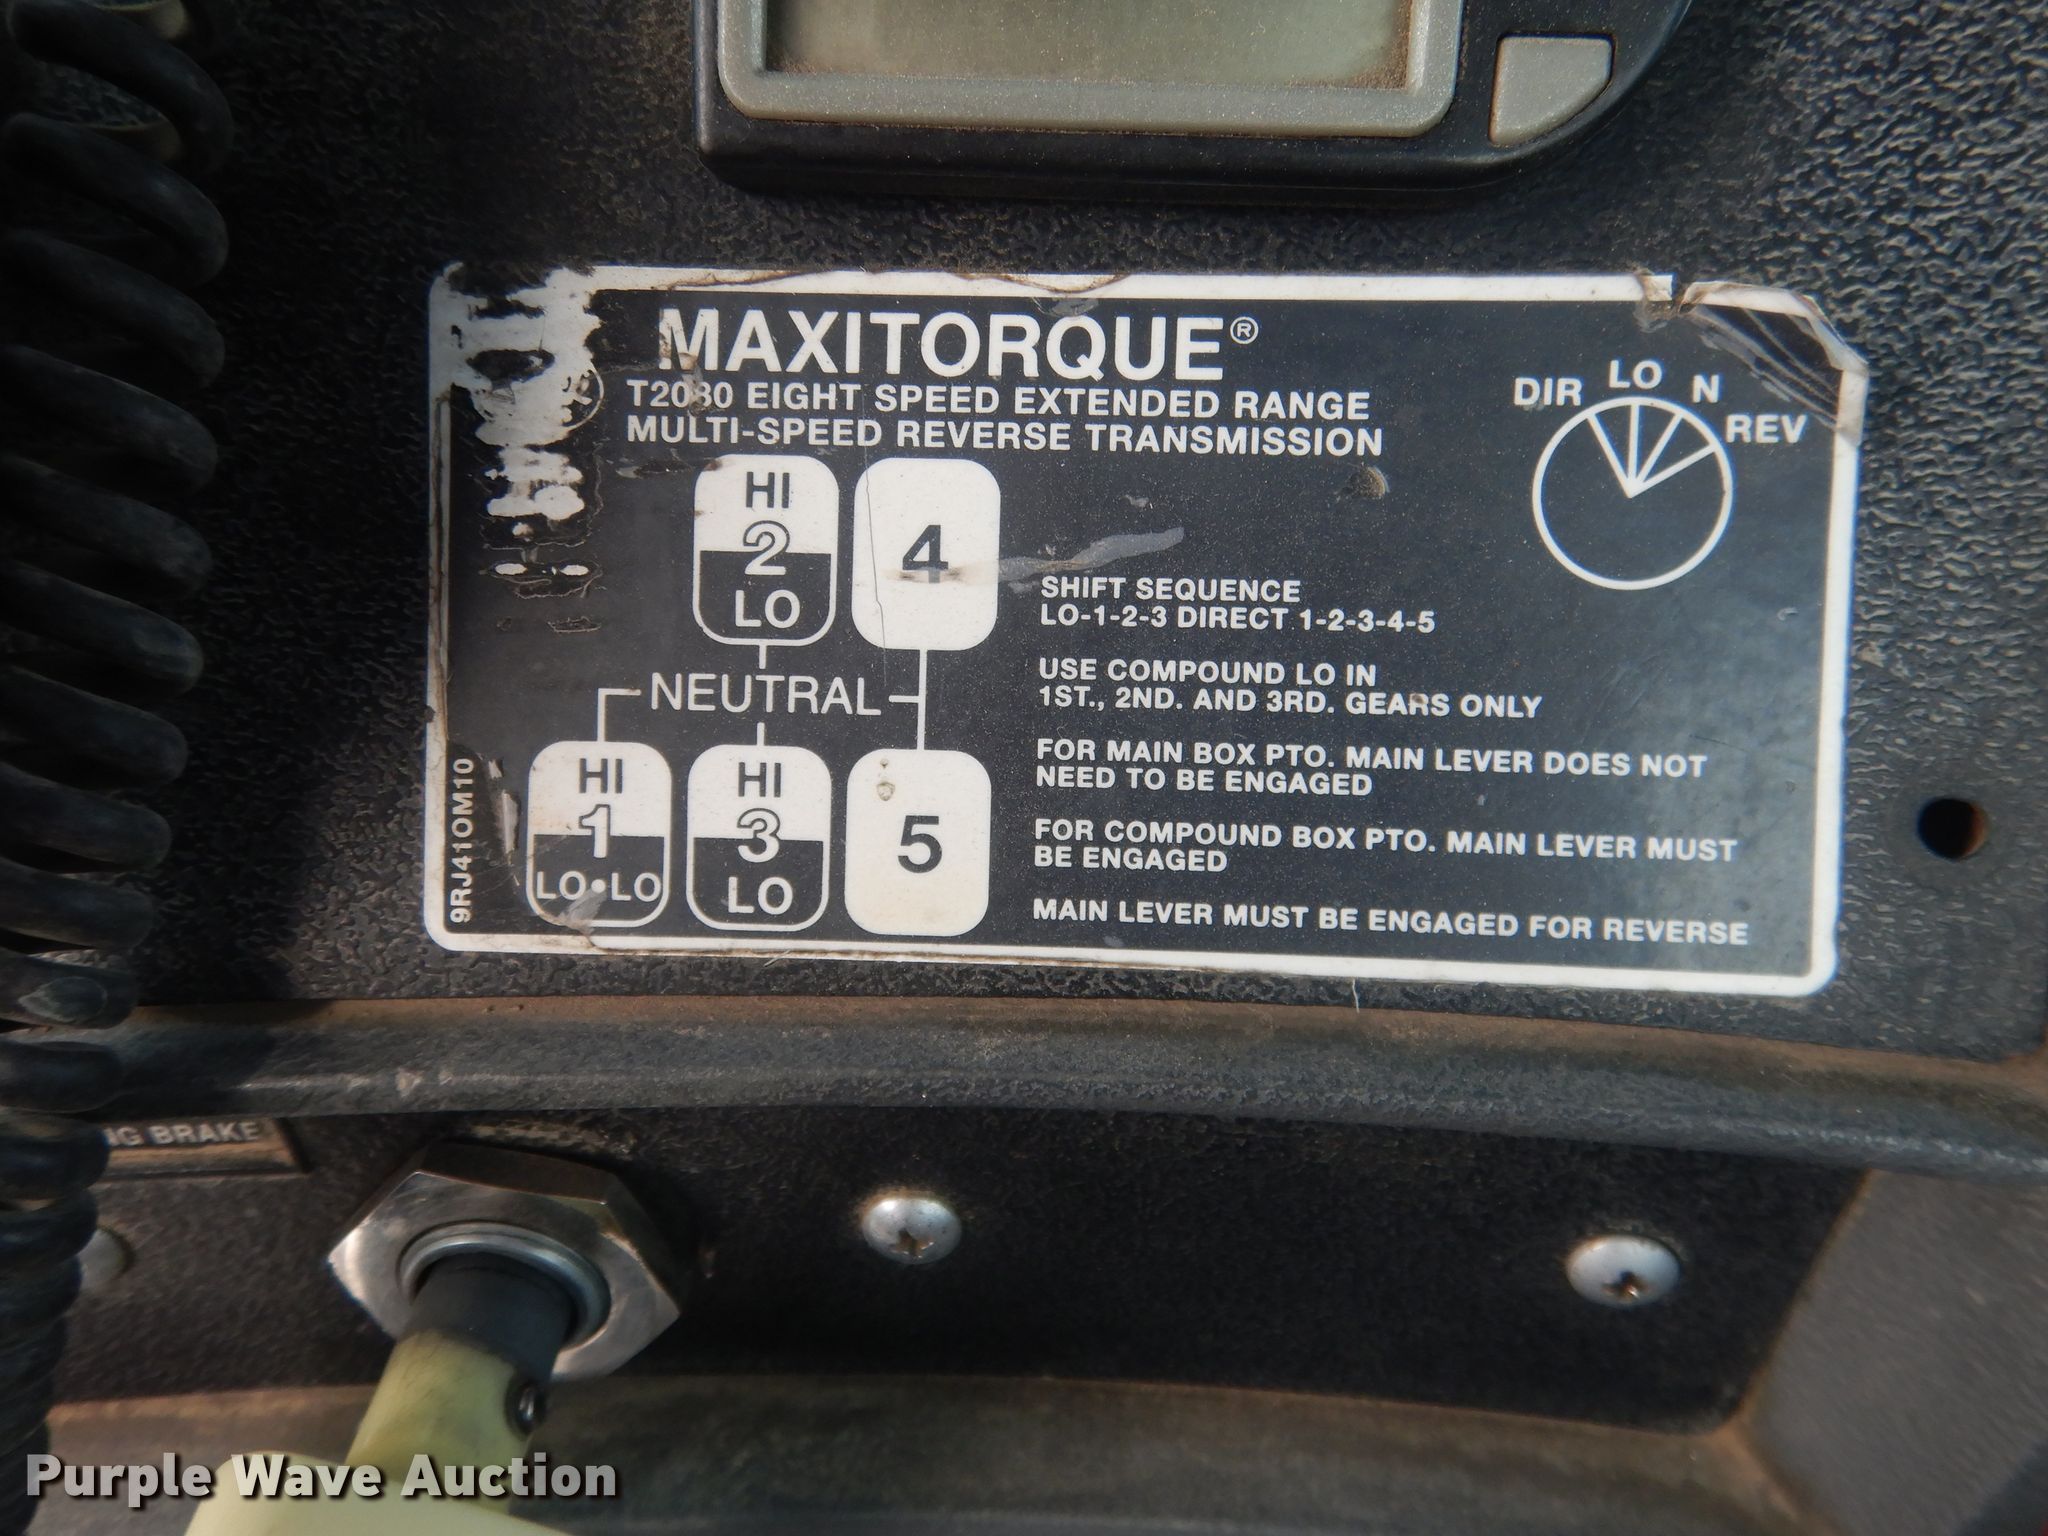 MAXITORQUE®
T2080 EIGHT SPEED EXTENDED RANGE
MULTI-SPEED REVERSE TRANSMISSION
DIR LO N REV
HI 2 LO
4
SHIFT SEQUENCE
LO-1-2-3 DIRECT 1-2-3-4-5
USE COMPOUND LO IN
1ST., 2ND. AND 3RD. GEARS ONLY
NEUTRAL
HI 1 LO•LO
HI 3 LO
5
FOR MAIN BOX PTO. MAIN LEVER DOES NOT
NEED TO BE ENGAGED
FOR COMPOUND BOX PTO. MAIN LEVER MUST
BE ENGAGED
MAIN LEVER MUST BE ENGAGED FOR REVERSE
9RJ41OM10
BRAKE
Purple Wave Auction